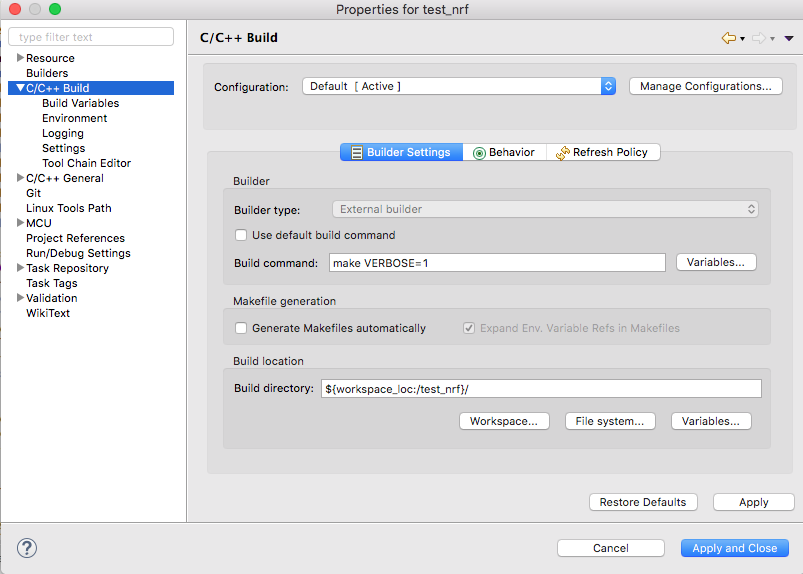 Properties for test_nrf
type filter text
Resource
Builders
C/C++ Build
Build Variables
Environment
Logging
Settings
Tool Chain Editor
C/C++ General
Git
Linux Tools Path
MCU
Project References
Run/Debug Settings
Task Repository
Task Tags
Validation
WikiText
C/C++ Build
Configuration: Default [ Active ] Manage Configurations...
Builder Settings Behavior Refresh Policy
Builder
Builder type: External builder
Use default build command
Build command: make VERBOSE=1 Variables...
Makefile generation
Generate Makefiles automatically Expand Env. Variable Refs in Makefiles
Build location
Build directory: ${workspace_loc:/test_nrf}/
Workspace... File system... Variables...
Restore Defaults Apply
? Cancel Apply and Close